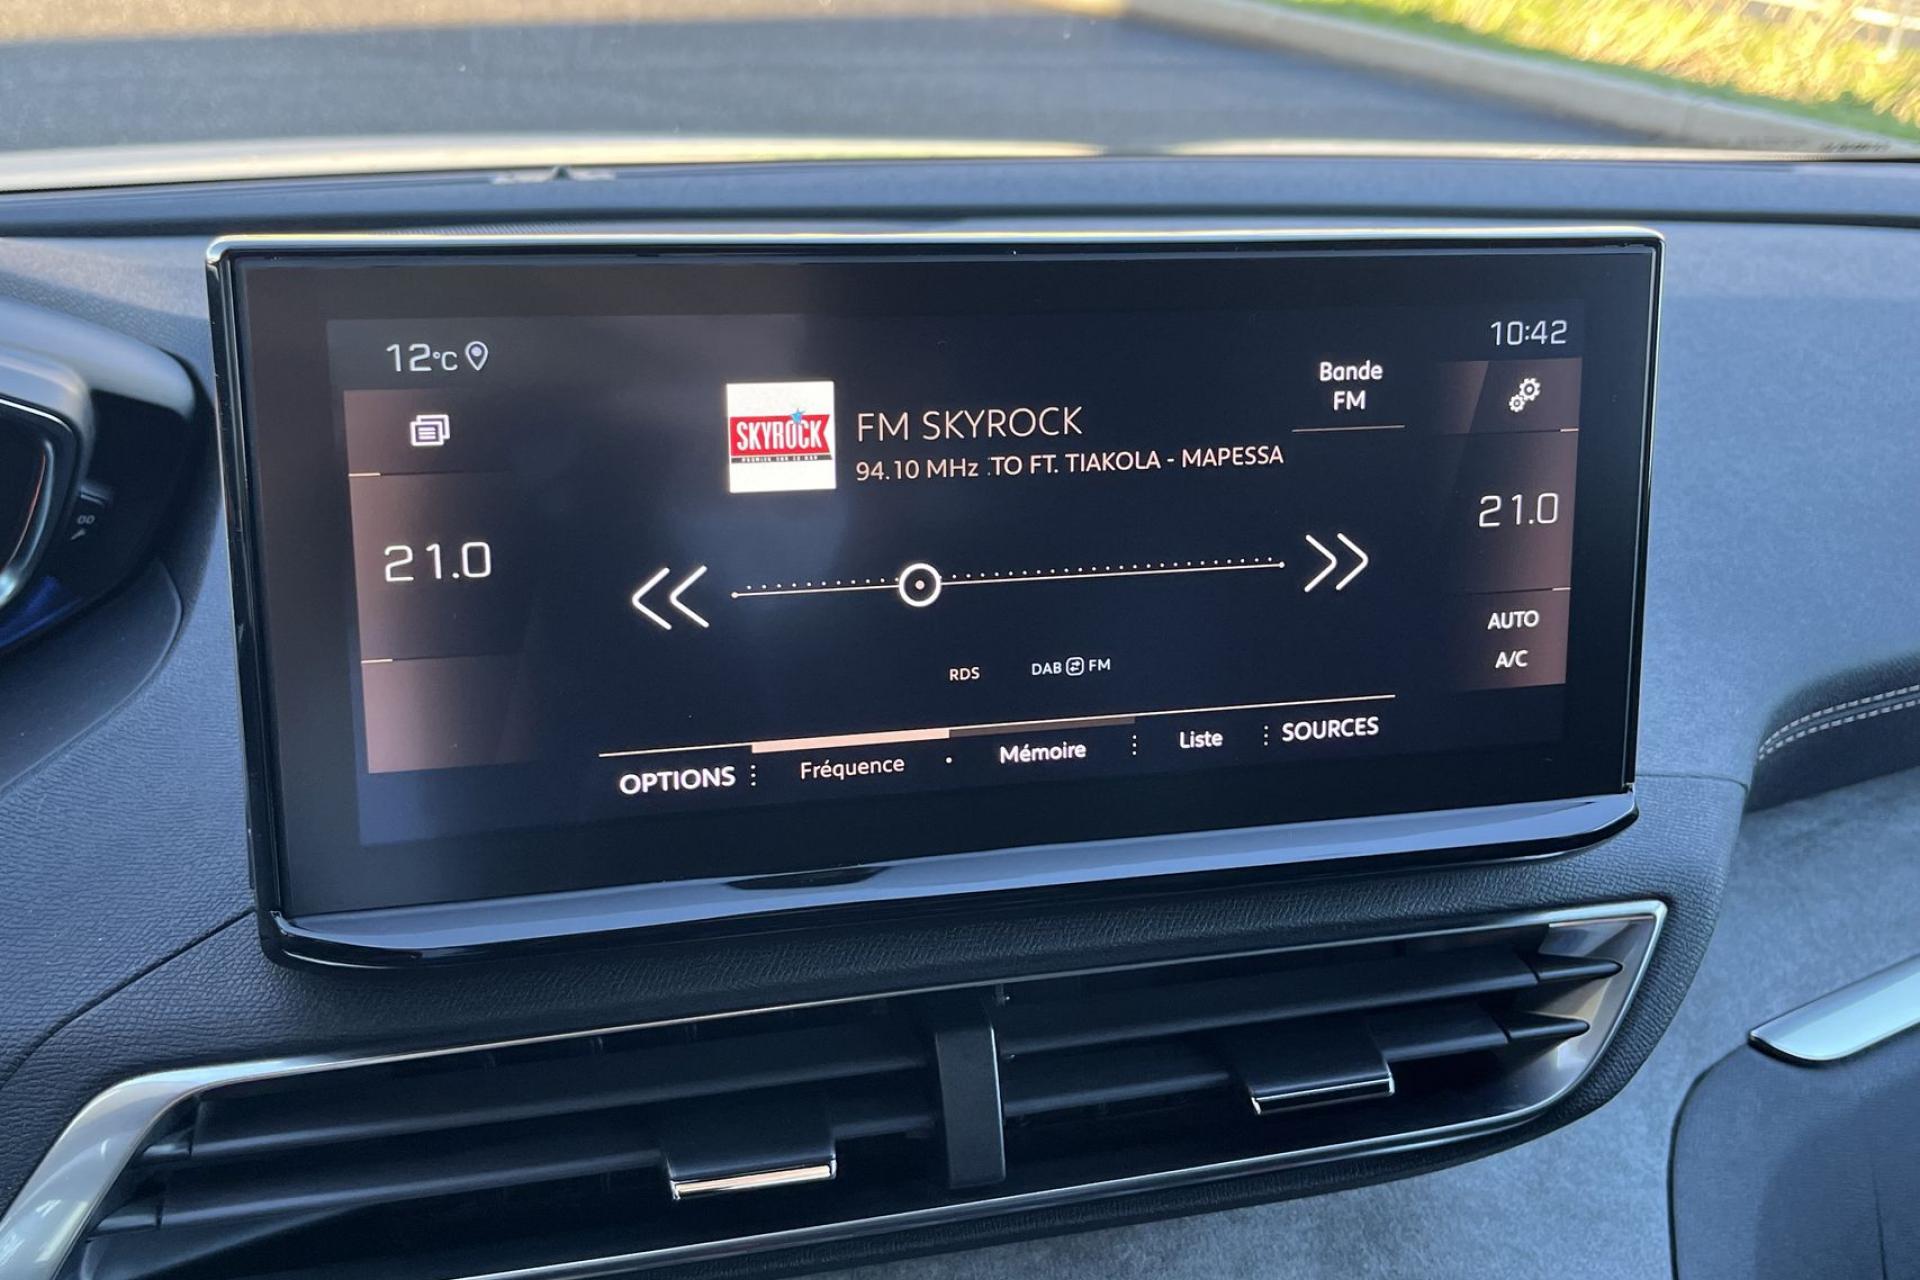 12°C
10:42
Bande
FM
SKYROCK
FM SKYROCK
94.10 MHz .TO FT. TIAKOLA - MAPESSA
21.0
21.0
AUTO
A/C
RDS
DAB FM
OPTIONS
Fréquence
Mémoire
Liste
SOURCES